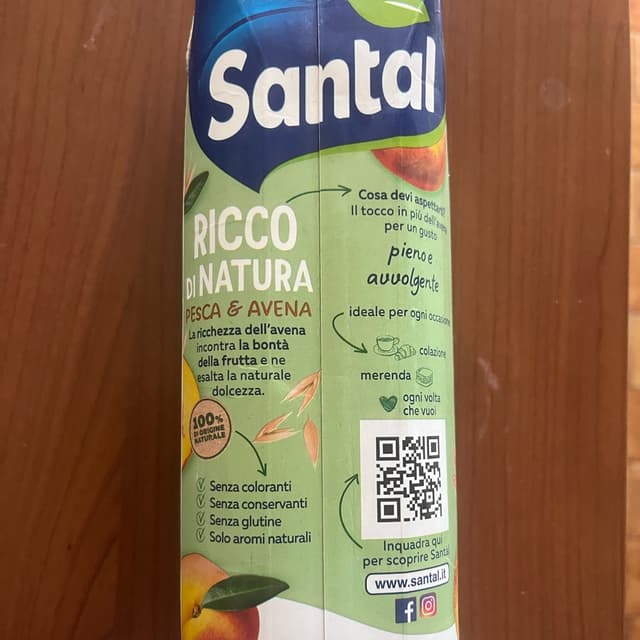 Santal
RICCO
DI NATURA
PESCA & AVENA
La ricchezza dell'avena
incontra la bontà
della frutta e ne
esalta la naturale
dolcezza.
100%
DI ORIGINE
NATURALE
Senza coloranti
Senza conservanti
Senza glutine
Solo aromi naturali
Cosa devi aspettarti?
Il tocco in più dell'avena
per un gusto
pieno e
avvolgente
ideale per ogni occasione
colazione
merenda
ogni volta
che vuoi
Inquadra qui
per scoprire Santal
www.santal.it